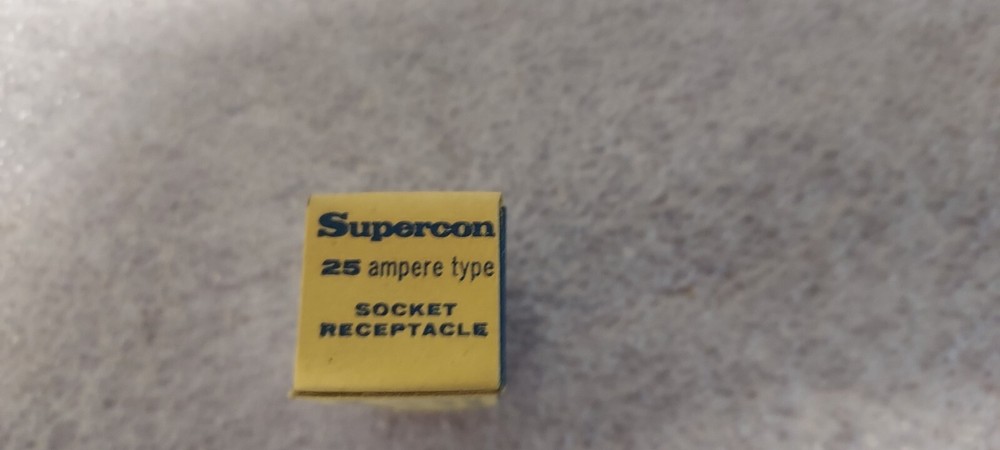 Supercon
25 ampere type
SOCKET
RECEPTACLE